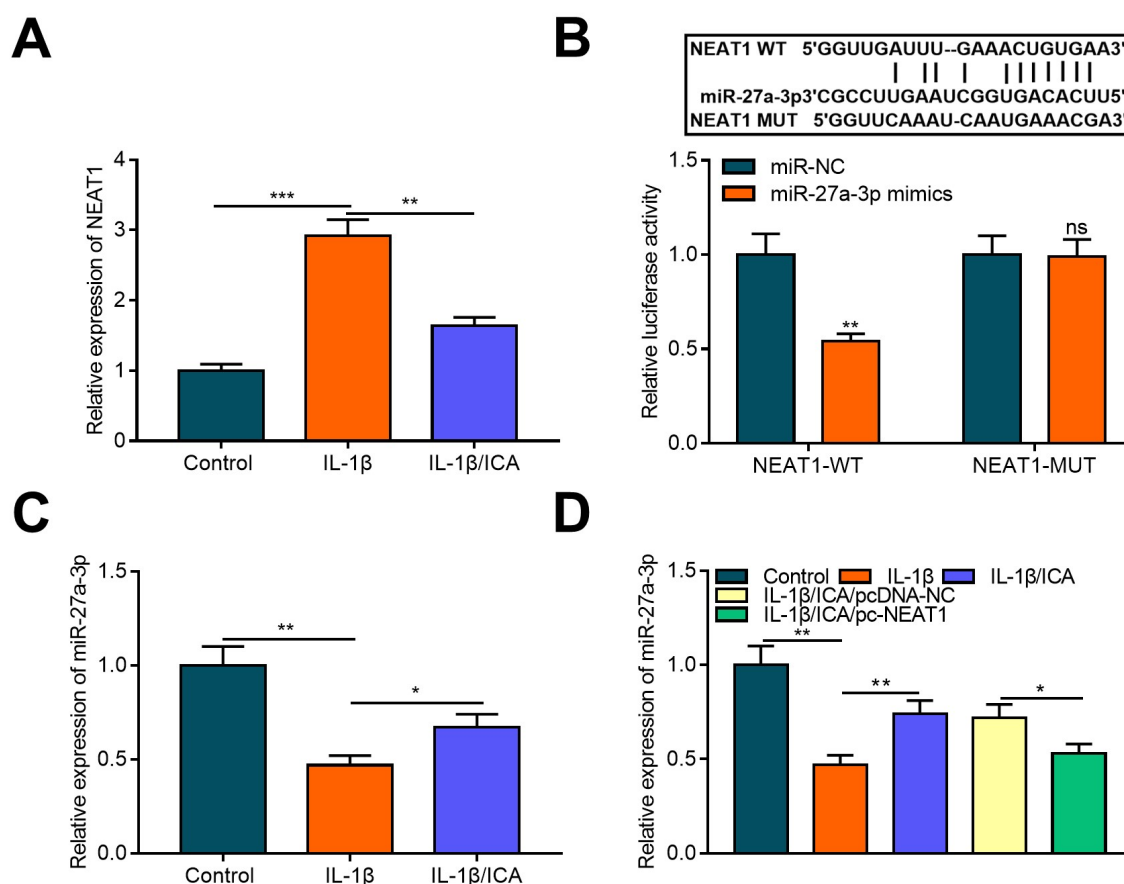 A
Relative expression of NEAT1
4
3
2
1
0
***
**
Control IL-1β IL-1β/ICA
B
NEAT1 WT 5'GGUUGAUUU--GAAACUGUGAA3'
miR-27a-3p3'CGCCUUGAAUCGGUGACACUU5'
NEAT1 MUT 5'GGUUCAAAU-CAAUGAAACGA3'
Relative luciferase activity
1.5
1.0
0.5
0.0
miR-NC
miR-27a-3p mimics
**
ns
NEAT1-WT NEAT1-MUT
C
Relative expression of miR-27a-3p
1.5
1.0
0.5
0.0
**
*
Control IL-1β IL-1β/ICA
D
Relative expression of miR-27a-3p
1.5
1.0
0.5
0.0
Control IL-1β IL-1β/ICA
IL-1β/ICA/pcDNA-NC
IL-1β/ICA/pc-NEAT1
**
**
*